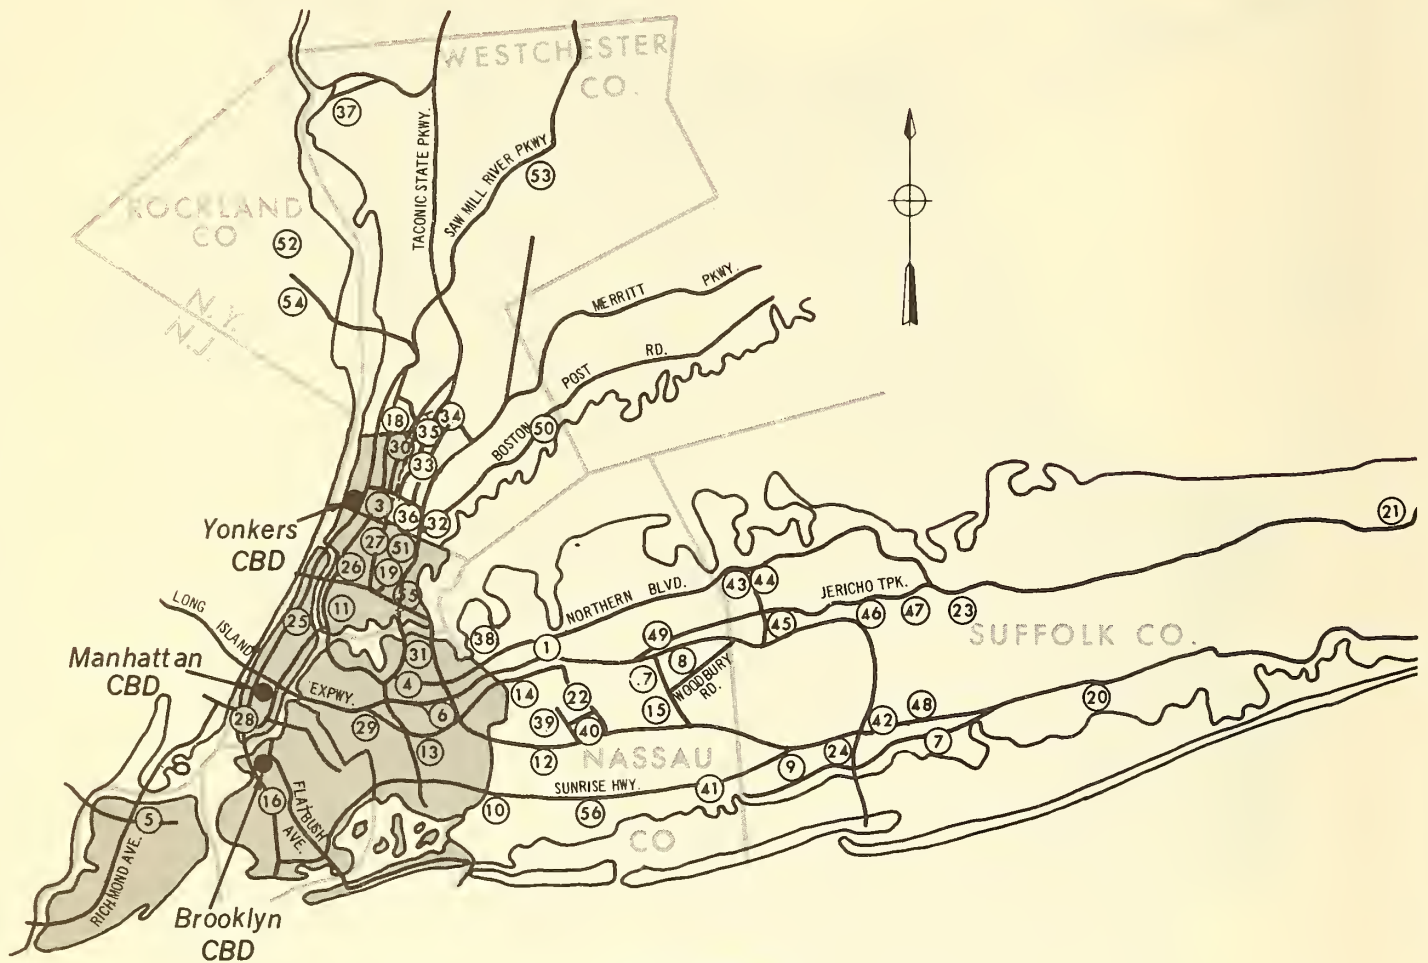 WESTCHESTER
CO.
37
TACONIC STATE PKWY.
SAW MILL RIVER PKWY
53
ROCKLAND
CO
52
54
N.Y.
N.J.
MERRITT PKWY.
BOSTON POST RD.
50
18
34
35
30
33
3
36
32
Yonkers
CBD
27
51
26
19
55
11
25
LONG ISLAND EXPWY.
38
31
4
Manhattan
CBD
28
29
6
13
NORTHERN BLVD.
1
49
43
44
JERICHO TPK.
45
46
47
23
21
SUFFOLK CO.
8
.7
WOODBURY
RD.
14
22
39
40
15
12
NASSAU
CO
42
48
20
24
7
9
SUNRISE HWY.
41
10
56
16
FLATBUSH
AVE.
5
RICHMOND AVE.
Brooklyn
CBD